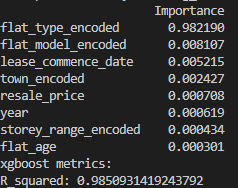 Importance
flat_type_encoded 0.982190
flat_model_encoded 0.008107
lease_commence_date 0.005215
town_encoded 0.002427
resale_price 0.000708
year 0.000619
storey_range_encoded 0.000434
flat_age 0.000301
xgboost metrics:
R squared: 0.9850931419243792